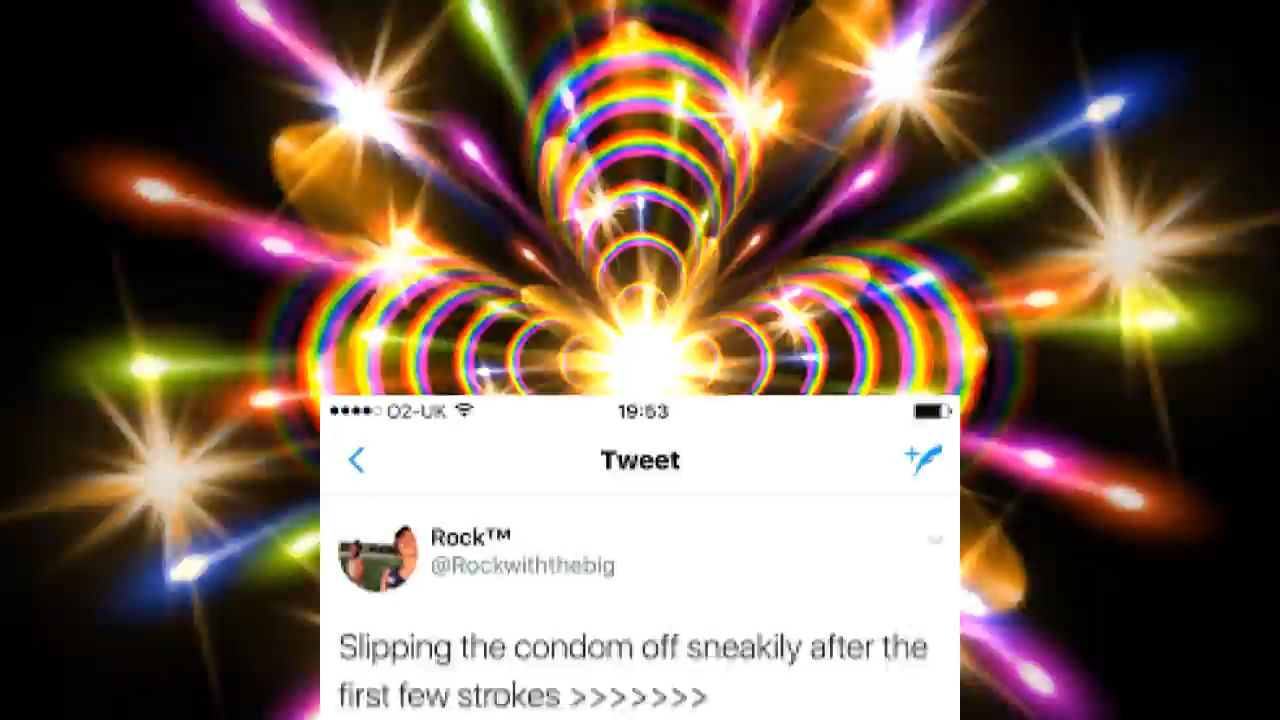 O2-UK 19:53
Tweet
Rock™
@Rockwiththebig
Slipping the condom off sneakily after the
first few strokes >>>>>>>